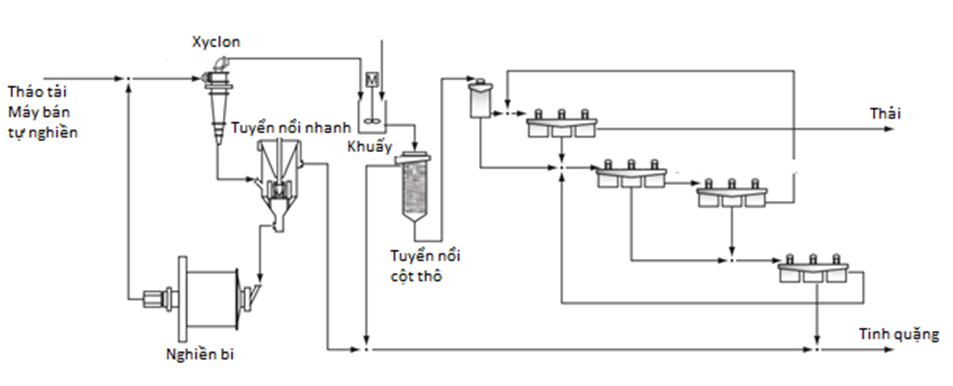 Xyclon
Tháo tải
Máy bán
tự nghiền
M
Tuyển nổi nhanh
Khuấy
Thải
Tuyển nổi
cột thô
Nghiền bi
Tinh quặng